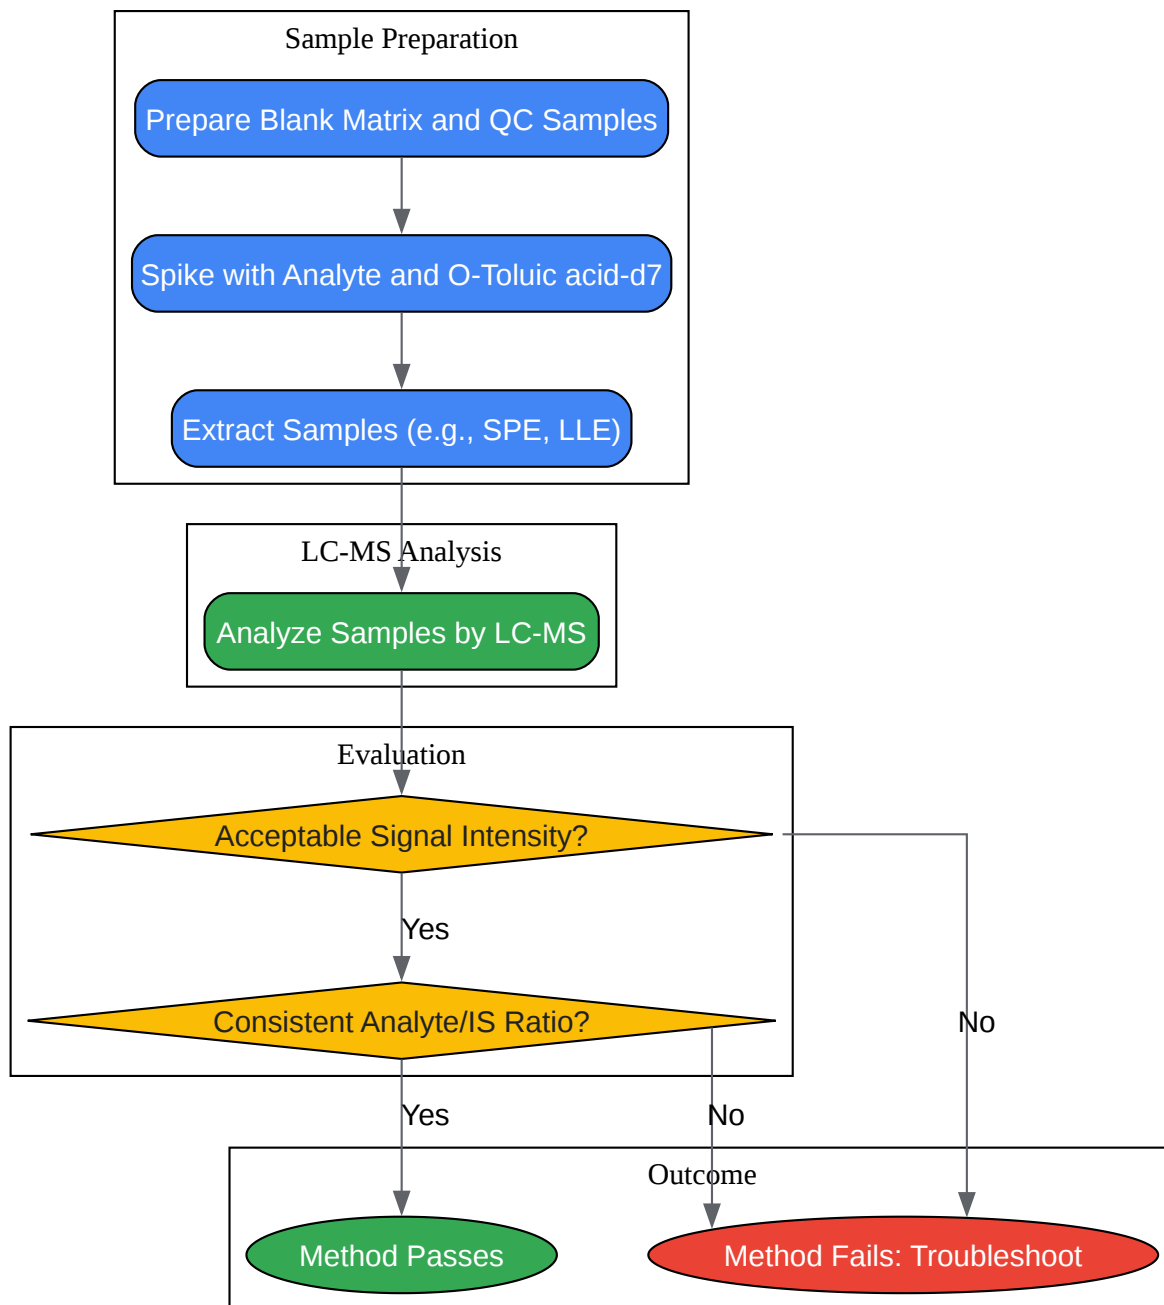 Sample Preparation
Prepare Blank Matrix and QC Samples
Spike with Analyte and O-Toluic acid-d7
Extract Samples (e.g., SPE, LLE)
LC-MS Analysis
Analyze Samples by LC-MS
Evaluation
Acceptable Signal Intensity?
Yes
Consistent Analyte/IS Ratio?
No
Yes
No
Outcome
Method Passes
Method Fails: Troubleshoot